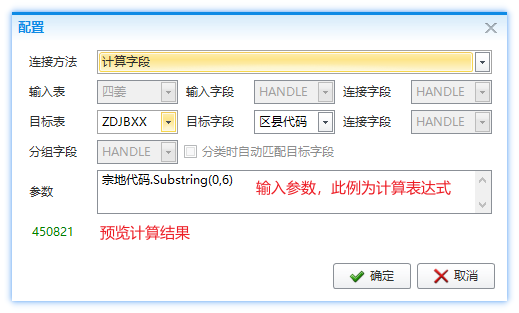 配置
连接方法 计算字段
输入表 四姜 输入字段 HANDLE 连接字段 HANDLE
目标表 ZDJBXX 目标字段 区县代码 连接字段 HANDLE
分组字段 HANDLE 分类时自动匹配目标字段
参数 宗地代码.Substring(0,6) 输入参数，此例为计算表达式
450821 预览计算结果
确定 取消